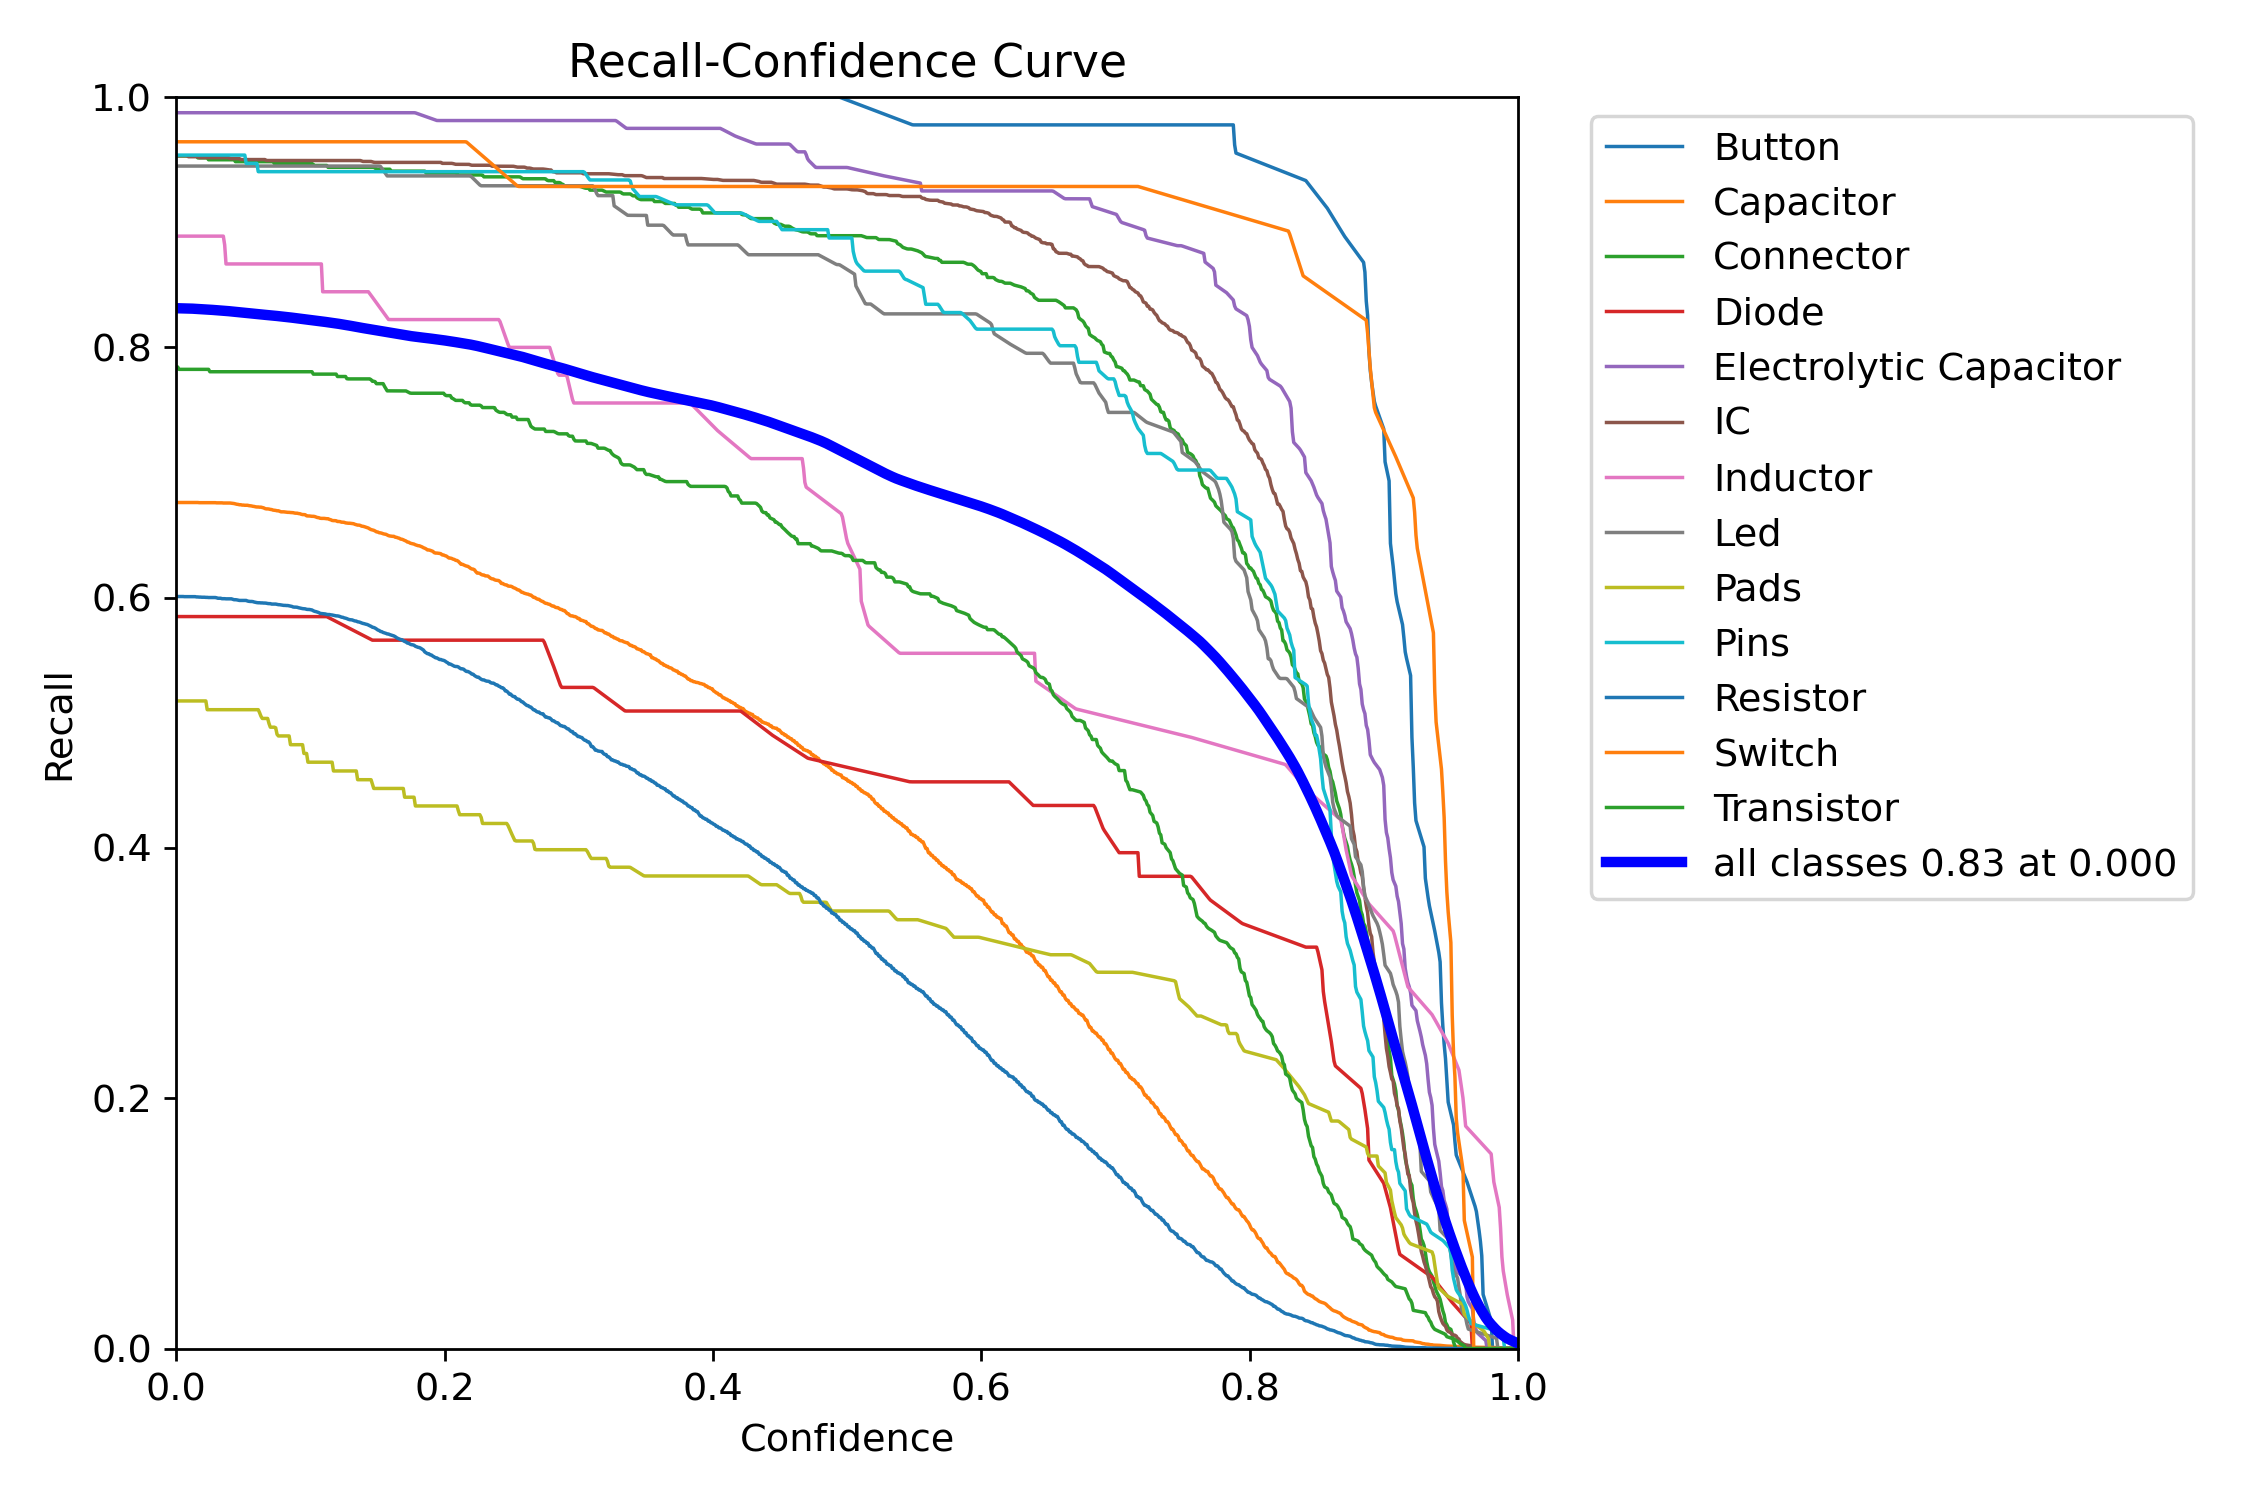 Recall-Confidence Curve
1.0
0.8
0.6
0.4
0.2
0.0
Recall
0.0 0.2 0.4 0.6 0.8 1.0
Confidence
Button
Capacitor
Connector
Diode
Electrolytic Capacitor
IC
Inductor
Led
Pads
Pins
Resistor
Switch
Transistor
all classes 0.83 at 0.000